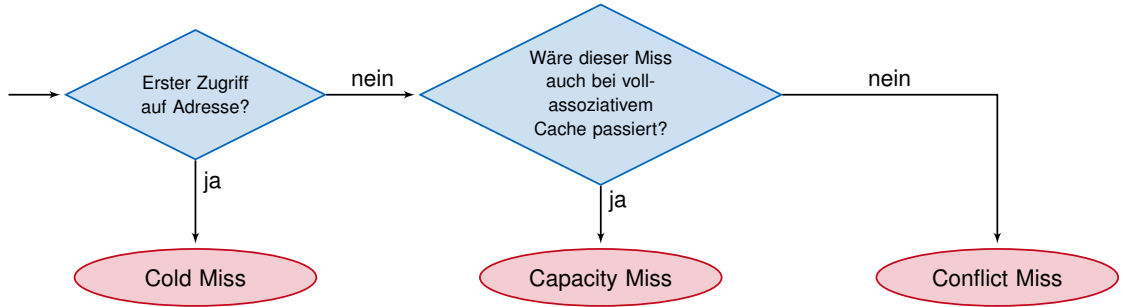 Erster Zugriff
auf Adresse?
nein
Wäre dieser Miss
auch bei voll-
assoziativem
Cache passiert?
nein
ja
ja
Cold Miss
Capacity Miss
Conflict Miss